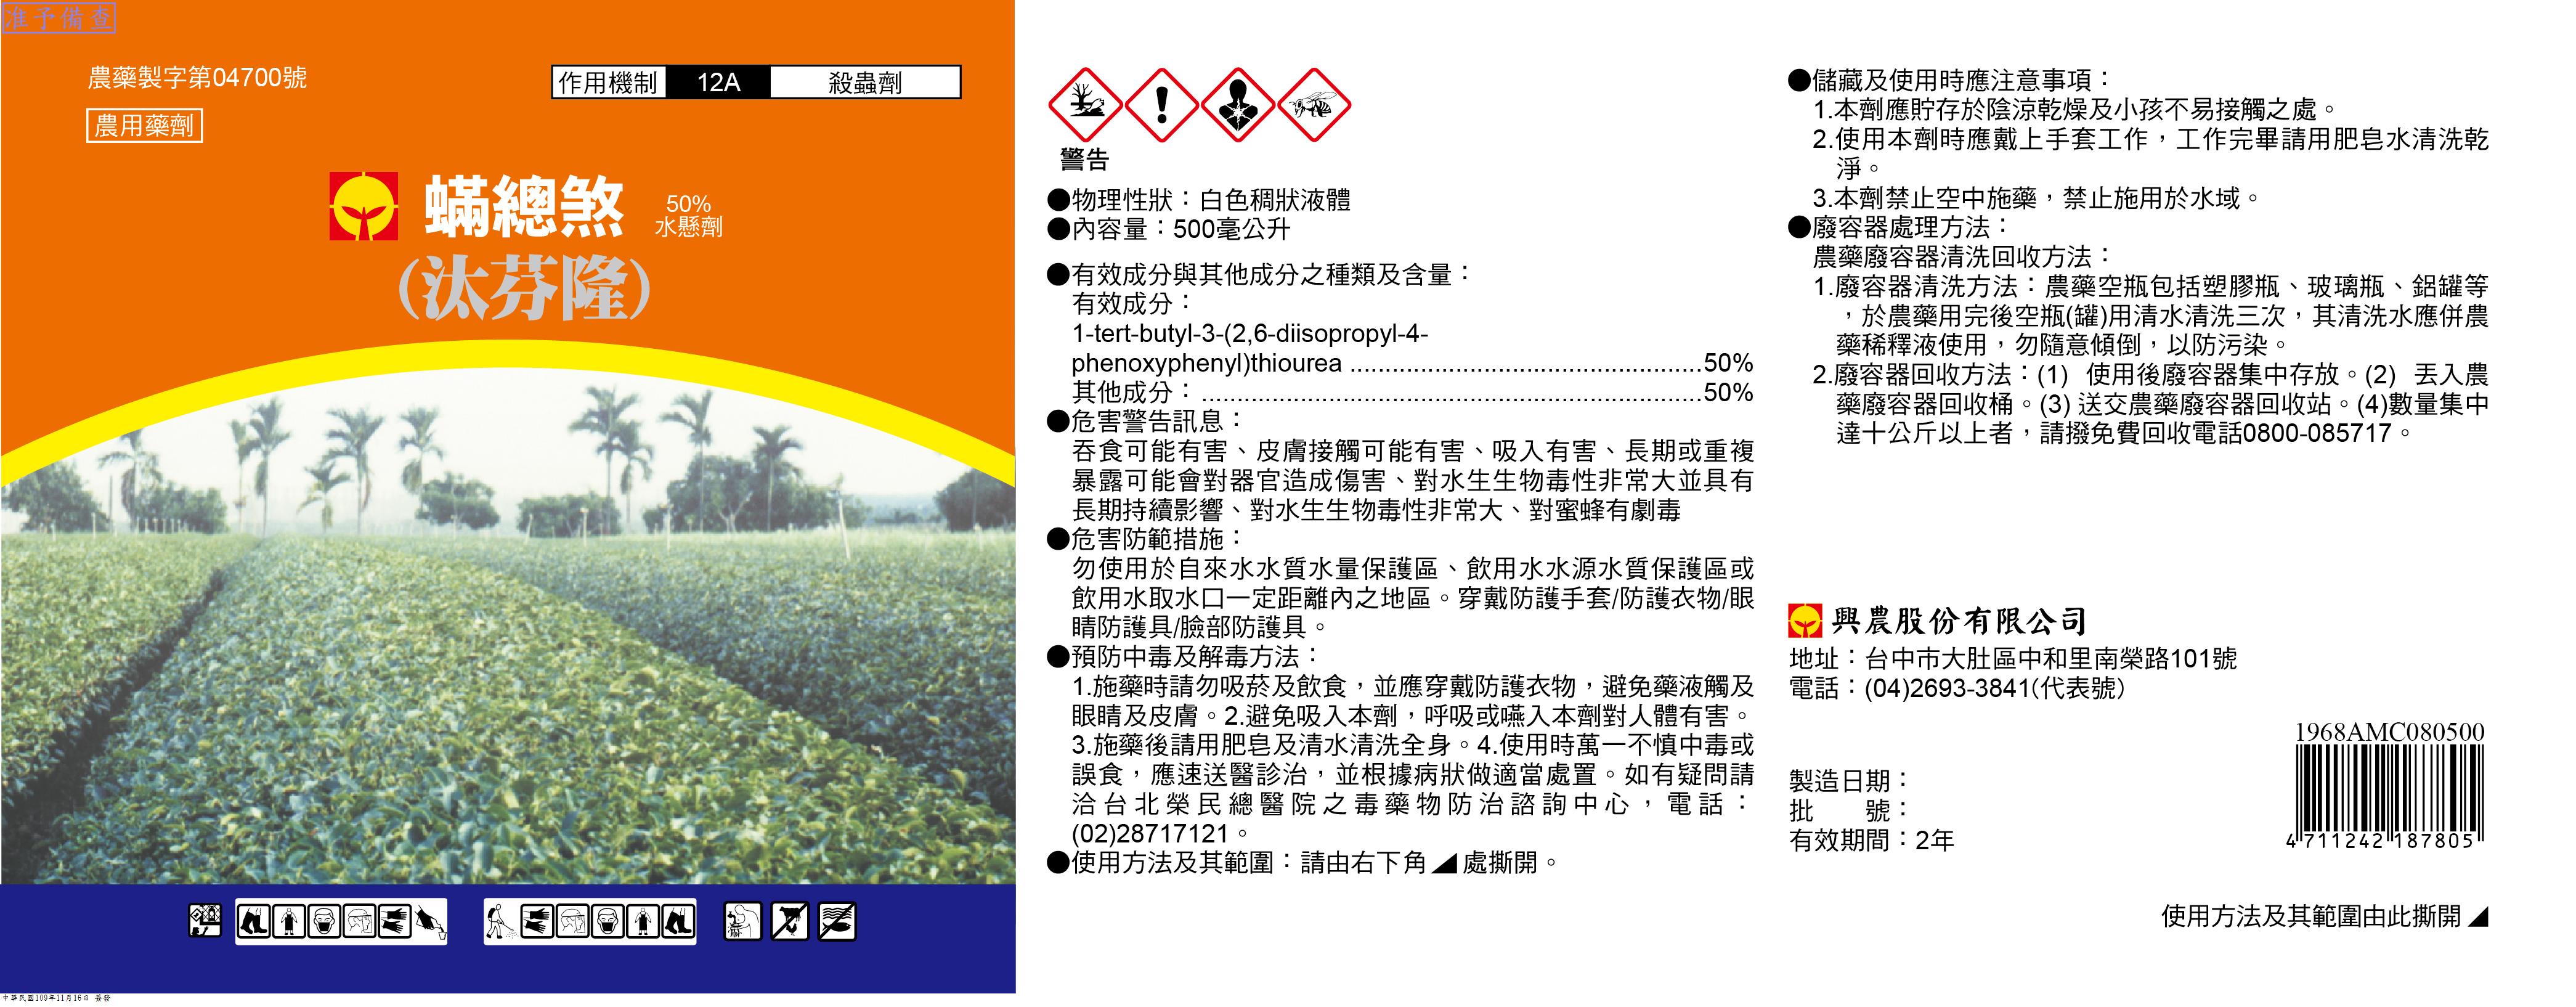 准予備查
農藥製字第04700號
作用機制 12A 殺蟲劑
農用藥劑
蟎總煞
50%
水懸劑
(汰芬隆)
中華民國109年11月16日 簽發
警告
●物理性狀：白色稠狀液體
●內容量：500毫公升
●有效成分與其他成分之種類及含量：
有效成分：
1-tert-butyl-3-(2,6-diisopropyl-4-
phenoxyphenyl)thiourea ................................................. 50%
其他成分： ...................................................................... 50%
●危害警告訊息：
吞食可能有害、皮膚接觸可能有害、吸入有害、長期或重複
暴露可能會對器官造成傷害、對水生生物毒性非常大並具有
長期持續影響、對水生生物毒性非常大、對蜜蜂有劇毒
●危害防範措施：
勿使用於自來水水質水量保護區、飲用水水源水質保護區或
飲用水取水口一定距離內之地區。穿戴防護手套/防護衣物/眼
睛防護具/臉部防護具。
●預防中毒及解毒方法：
1.施藥時請勿吸菸及飲食，並應穿戴防護衣物，避免藥液觸及
眼睛及皮膚。2.避免吸入本劑，呼吸或嚥入本劑對人體有害。
3.施藥後請用肥皂及清水清洗全身。4.使用時萬一不慎中毒或
誤食，應速送醫診治，並根據病狀做適當處置。如有疑問請
洽台北榮民總醫院之毒藥物防治諮詢中心，電話：
(02)28717121。
●使用方法及其範圍：請由右下角◢處撕開。
●儲藏及使用時應注意事項：
1.本劑應貯存於陰涼乾燥及小孩不易接觸之處。
2.使用本劑時應戴上手套工作，工作完畢請用肥皂水清洗乾
淨。
3.本劑禁止空中施藥，禁止施用於水域。
●廢容器處理方法：
農藥廢容器清洗回收方法：
1.廢容器清洗方法：農藥空瓶包括塑膠瓶、玻璃瓶、鋁罐等
，於農藥用完後空瓶(罐)用清水清洗三次，其清洗水應併農
藥稀釋液使用，勿隨意傾倒，以防污染。
2.廢容器回收方法：(1) 使用後廢容器集中存放。(2) 丟入農
藥廢容器回收桶。(3) 送交農藥廢容器回收站。(4)數量集中
達十公斤以上者，請撥免費回收電話0800-085717。
興農股份有限公司
地址：台中市大肚區中和里南榮路101號
電話：(04)2693-3841(代表號)
製造日期：
批　　號：
有效期間：2年
1968AMC080500
4 711242 187805
使用方法及其範圍由此撕開◢